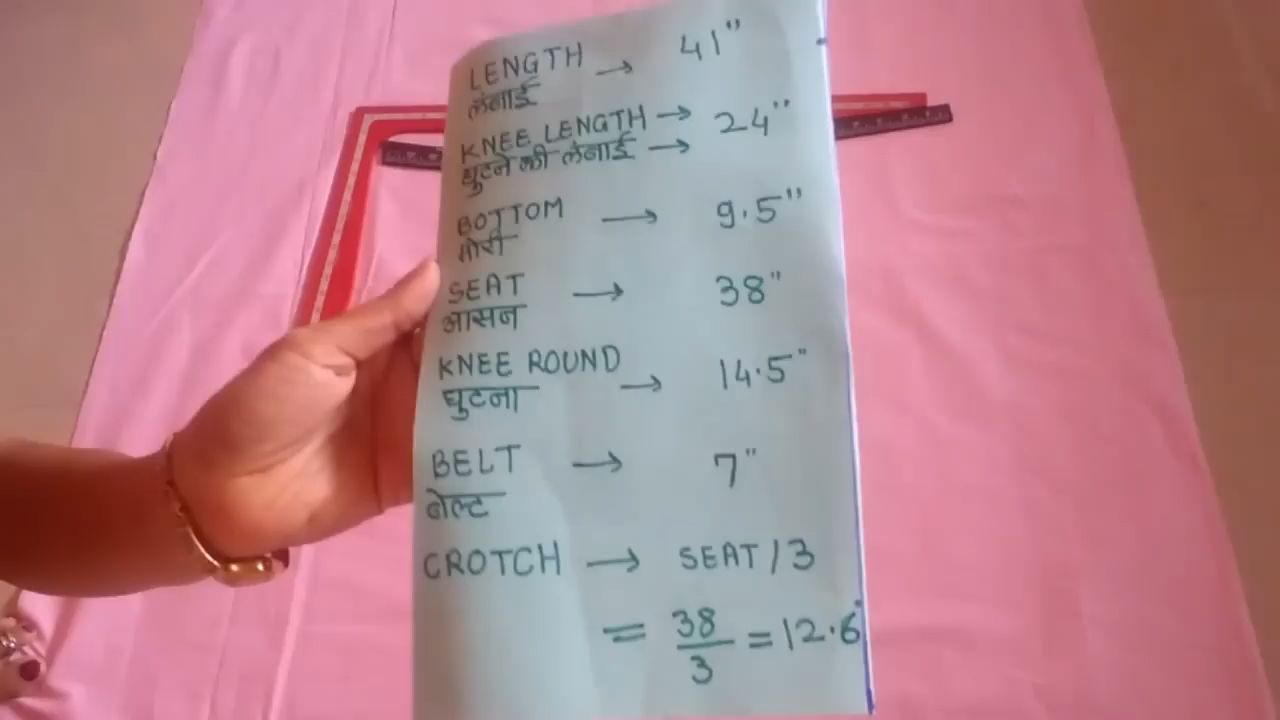 LENGTH → 41"
लंबाई
KNEE LENGTH → 24"
घुटने की लंबाई →
BOTTOM → 9.5"
मोरी
SEAT → 38"
आसन
KNEE ROUND → 14.5"
घुटना
BELT → 7"
बेल्ट
CROTCH → SEAT/3
= 38/3 = 12.6"